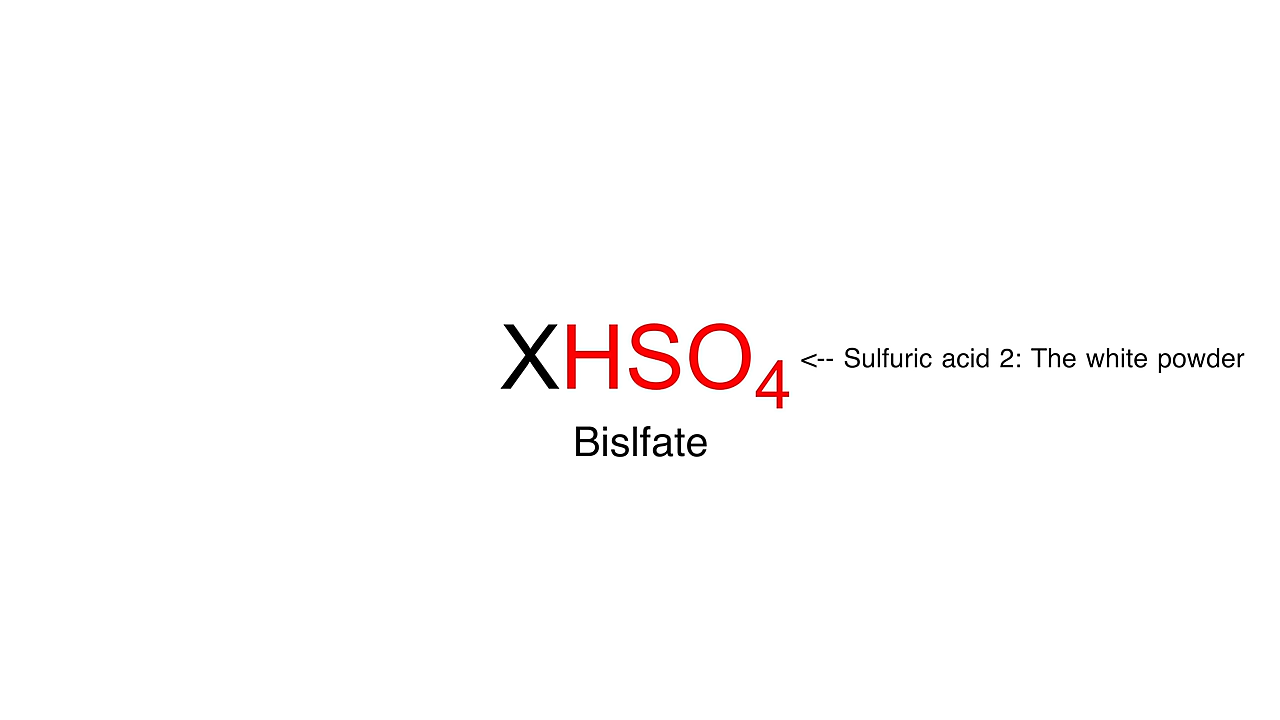 XHSO₄ <-- Sulfuric acid 2: The white powder
Bislfate